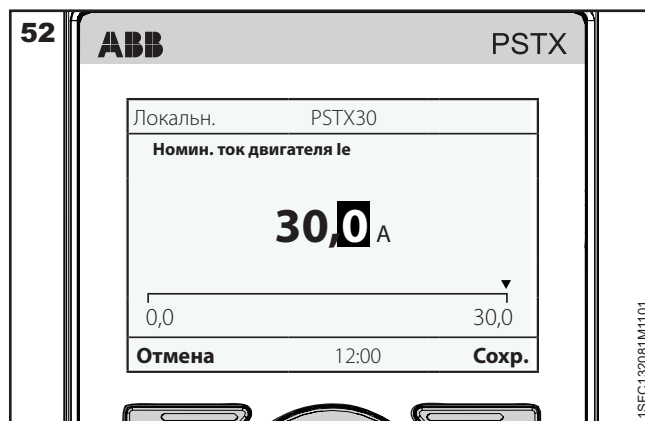 52
ABB PSTX
Локальн. PSTX30
Номин. ток двигателя Ie
30,0 A
0,0 30,0
Отмена 12:00 Сохр.
1SFC132081M1101